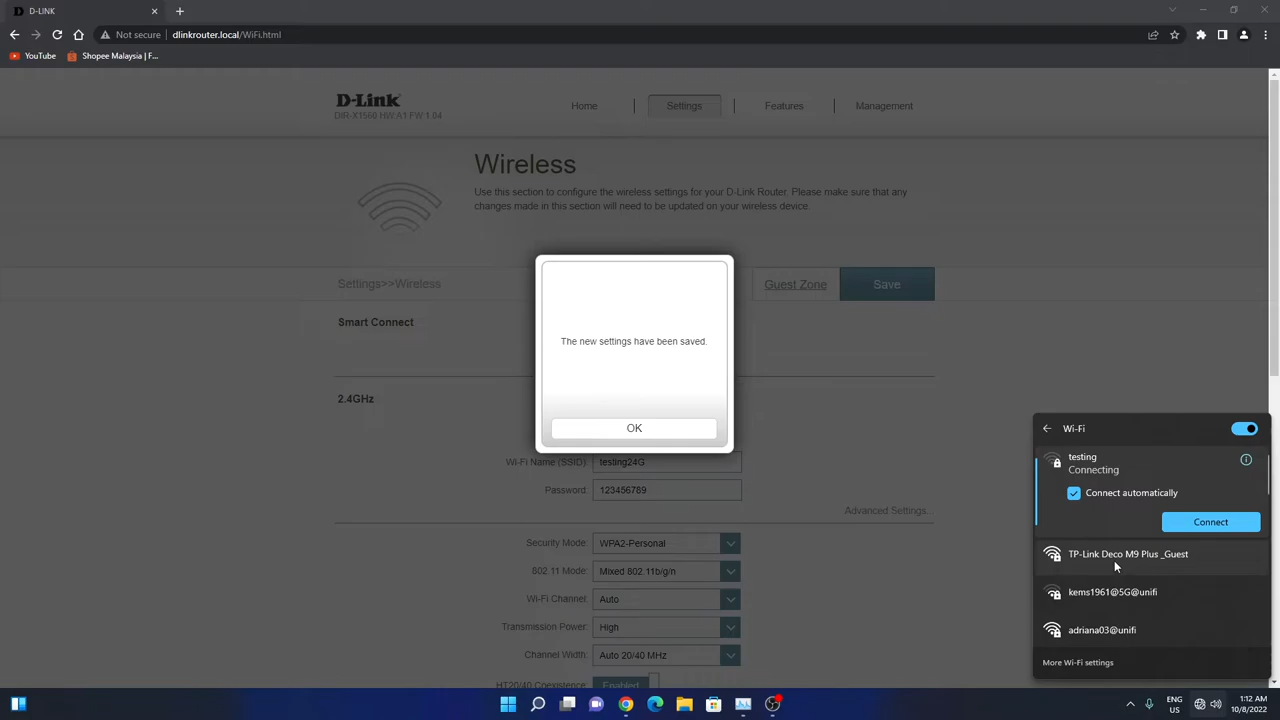 D-LINK
Not secure
dlinkrouter.local/WiFi.html
YouTube
Shopee Malaysia | F...
D-Link
DIR-X1560 HW:A1 FW 1.04
Home
Settings
Features
Management
Wireless
Use this section to configure the wireless settings for your D-Link Router. Please make sure that any
changes made in this section will need to be updated on your wireless device.
Settings>>Wireless
Guest Zone
Save
Smart Connect
The new settings have been saved.
OK
2.4GHz
Wi-Fi Name (SSID):
testing24G
Password:
123456789
Advanced Settings...
Security Mode:
WPA2-Personal
802.11 Mode:
Mixed 802.11b/g/n
Wi-Fi Channel:
Auto
Transmission Power:
High
Channel Width:
Auto 20/40 MHz
HT20/40 Coexistence:
Enabled
Wi-Fi
testing
Connecting
Connect automatically
Connect
TP-Link Deco M9 Plus _Guest
kems1961@5G@unifi
adriana03@unifi
More Wi-Fi settings
ENG
US
1:12 AM
10/8/2022